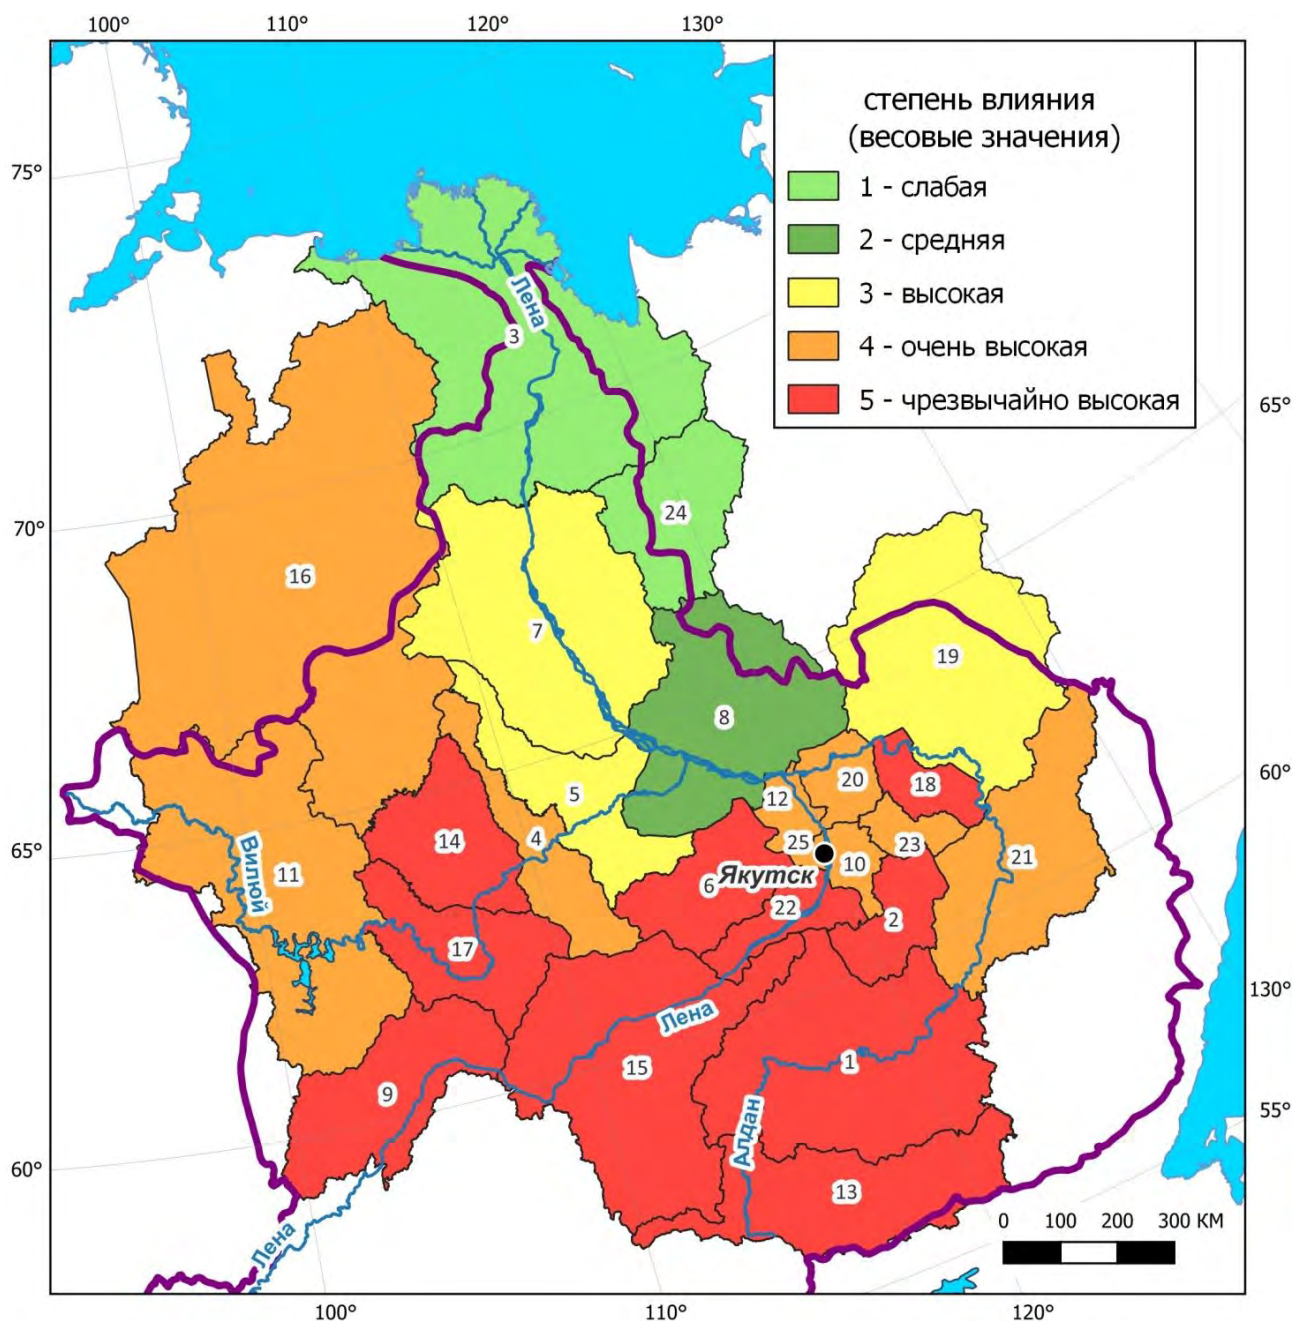 100°
110°
120°
130°
степень влияния
(весовые значения)
1 - слабая
2 - средняя
3 - высокая
4 - очень высокая
5 - чрезвычайно высокая
75°
Лена
3
65°
24
70°
16
7
19
8
60°
5
12
20
18
14
4
25
23
65°
Вилюй
11
Якутск
10
21
6
22
2
17
130°
Лена
15
1
9
55°
Алдан
60°
13
0 100 200 300 КМ
Лена
100°
110°
120°